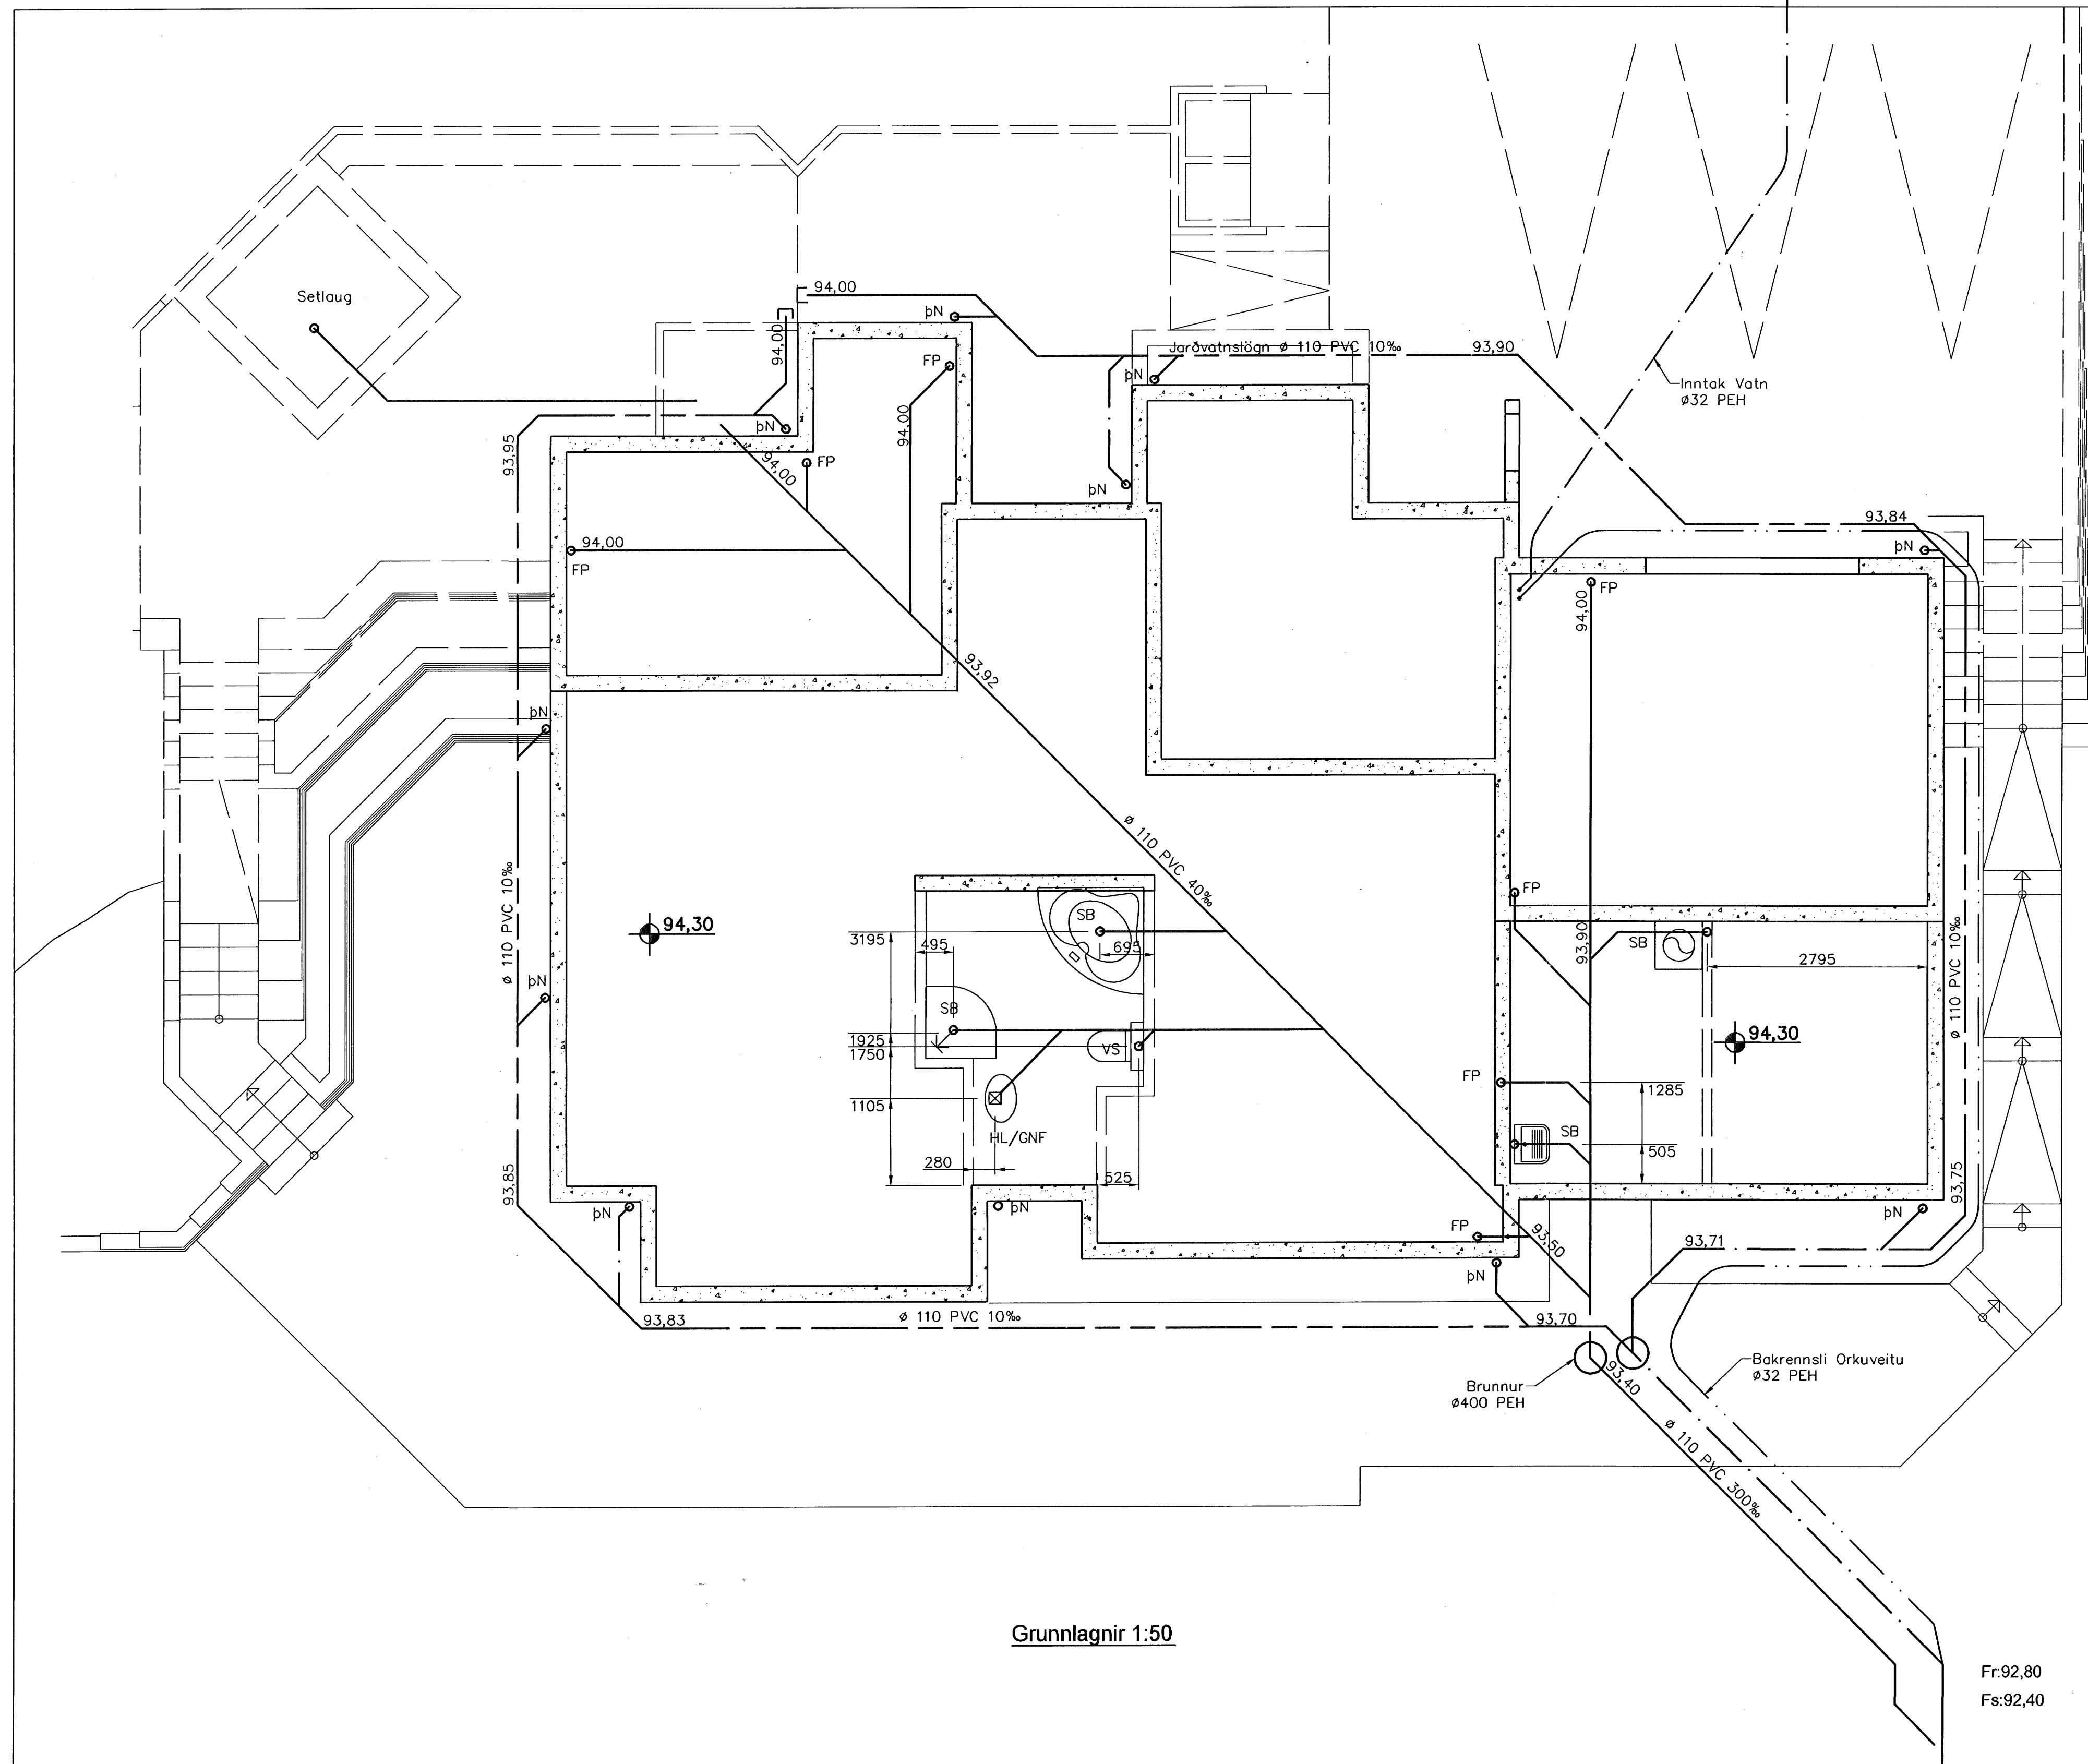 Setlaug
94,00
þN
94,00
FP
Jarðvatnslögn ø 110 PVC 10‰
93,90
þN
Inntak Vatn
ø32 PEH
þN
93,95
94,00
FP
94,00
þN
94,00
FP
93,84
þN
FP
94,00
93,92
þN
ø 110 PVC 10‰
ø 110 PVC 40‰
94,30
3195
495
SB
695
FP
93,90
SB
2795
ø 110 PVC 10‰
þN
SB
1925
1750
VS
94,30
1105
HL/GNF
FP
1285
SB
505
280
525
93,85
93,75
þN
þN
FP
93,50
þN
93,71
þN
93,83
ø 110 PVC 10‰
93,70
93,40
Brunnur
ø400 PEH
Bakrennsli Orkuveitu
ø32 PEH
ø 110 PVC 300‰
Grunnlagnir 1:50
Fr:92,80
Fs:92,40